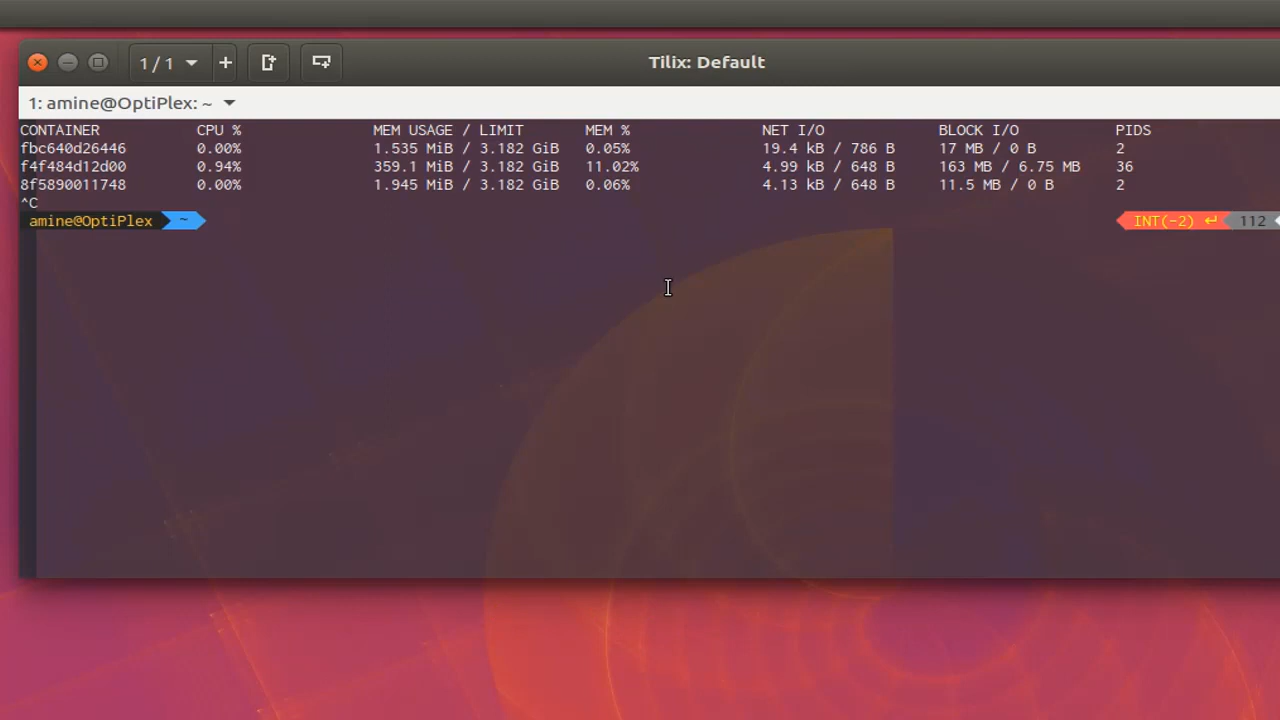 1 / 1
Tilix: Default
1: amine@OptiPlex: ~
CONTAINER CPU % MEM USAGE / LIMIT MEM % NET I/O BLOCK I/O PIDS
fbc640d26446 0.00% 1.535 MiB / 3.182 GiB 0.05% 19.4 kB / 786 B 17 MB / 0 B 2
f4f484d12d00 0.94% 359.1 MiB / 3.182 GiB 11.02% 4.99 kB / 648 B 163 MB / 6.75 MB 36
8f5890011748 0.00% 1.945 MiB / 3.182 GiB 0.06% 4.13 kB / 648 B 11.5 MB / 0 B 2
^C
amine@OptiPlex ~ INT(-2) ↵ 112